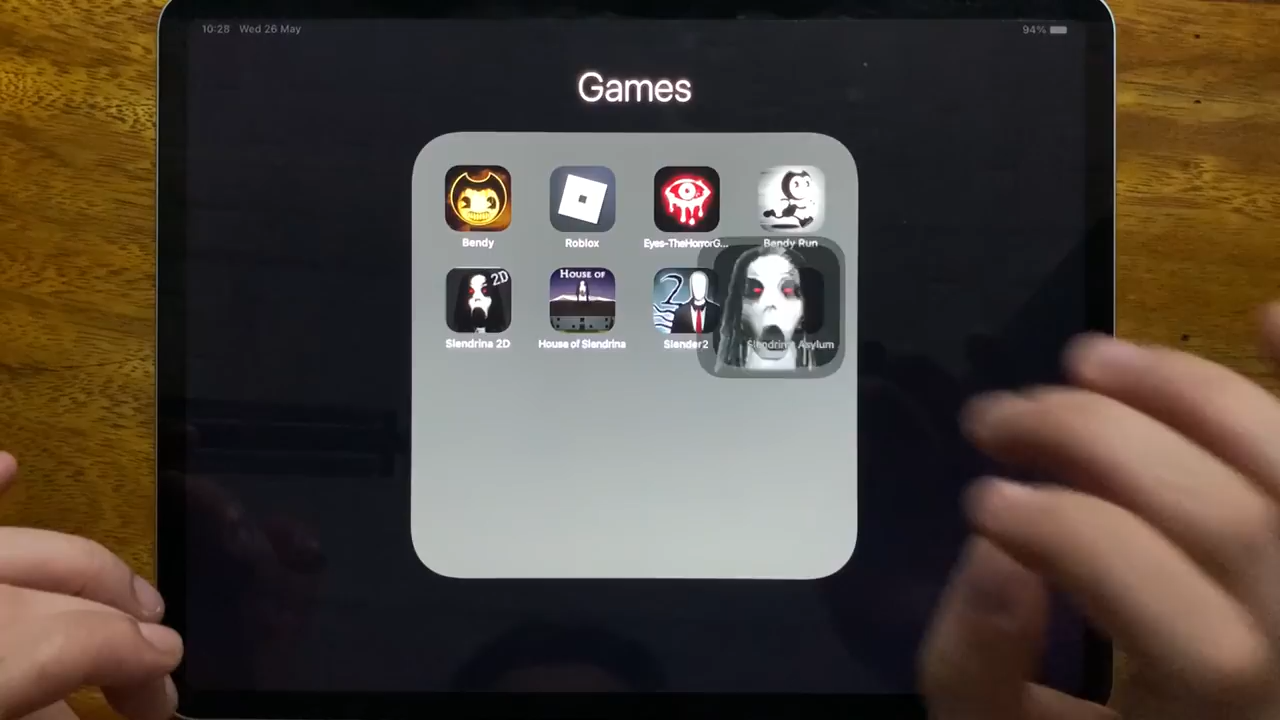 10:28 Wed 26 May
94%
Games
Bendy
Roblox
Eyes-TheHorrorG...
Bendy Run
2D
HOUSE OF
2
Slendrina 2D
House of Slendrina
Slender2
Slendrina Asylum